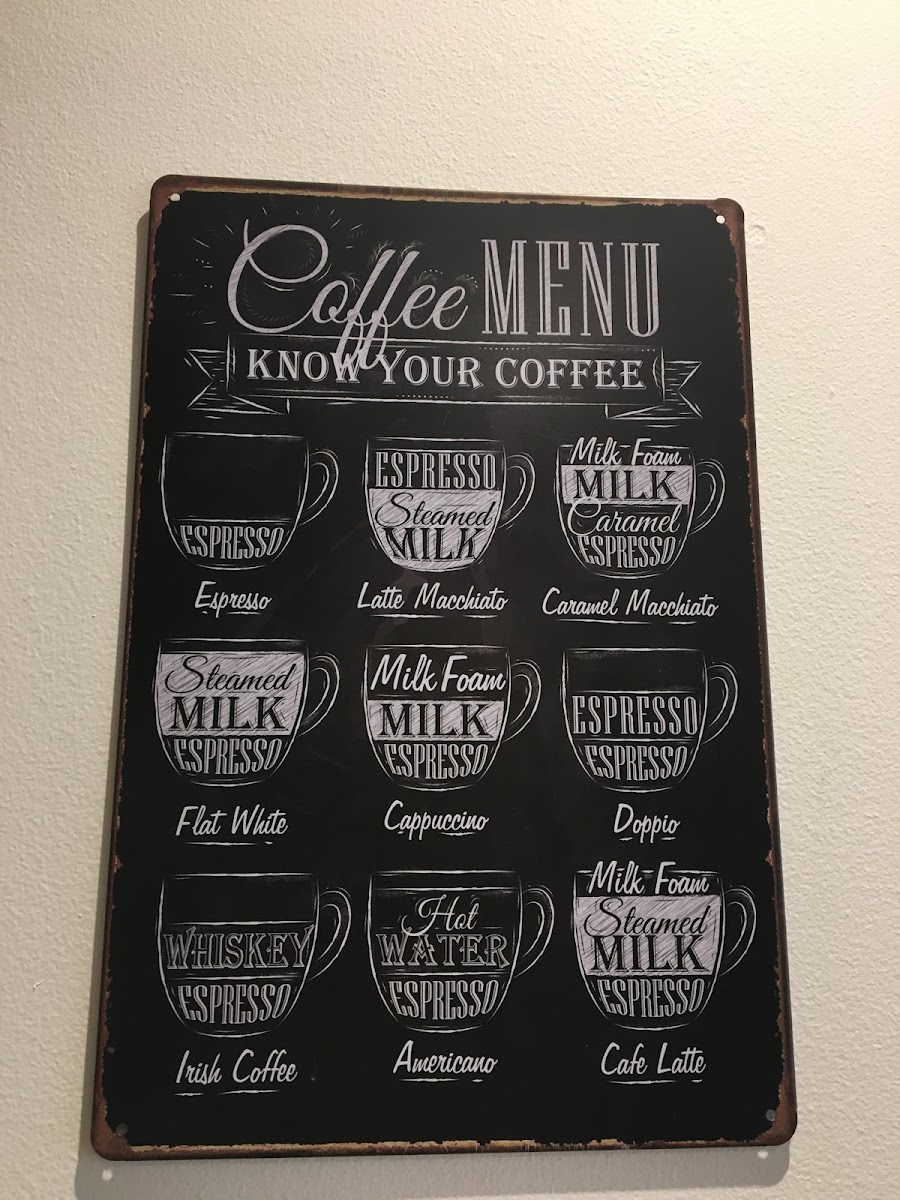 Coffee MENU
KNOW YOUR COFFEE
ESPRESSO
Espresso
ESPRESSO
Steamed
MILK
Latte Macchiato
Milk Foam
MILK
Caramel
ESPRESSO
Caramel Macchiato
Steamed
MILK
ESPRESSO
Flat White
Milk Foam
MILK
ESPRESSO
Cappuccino
ESPRESSO
ESPRESSO
Doppio
WHISKEY
ESPRESSO
Irish Coffee
Hot
WATER
ESPRESSO
Americano
Milk Foam
Steamed
MILK
ESPRESSO
Cafe Latte